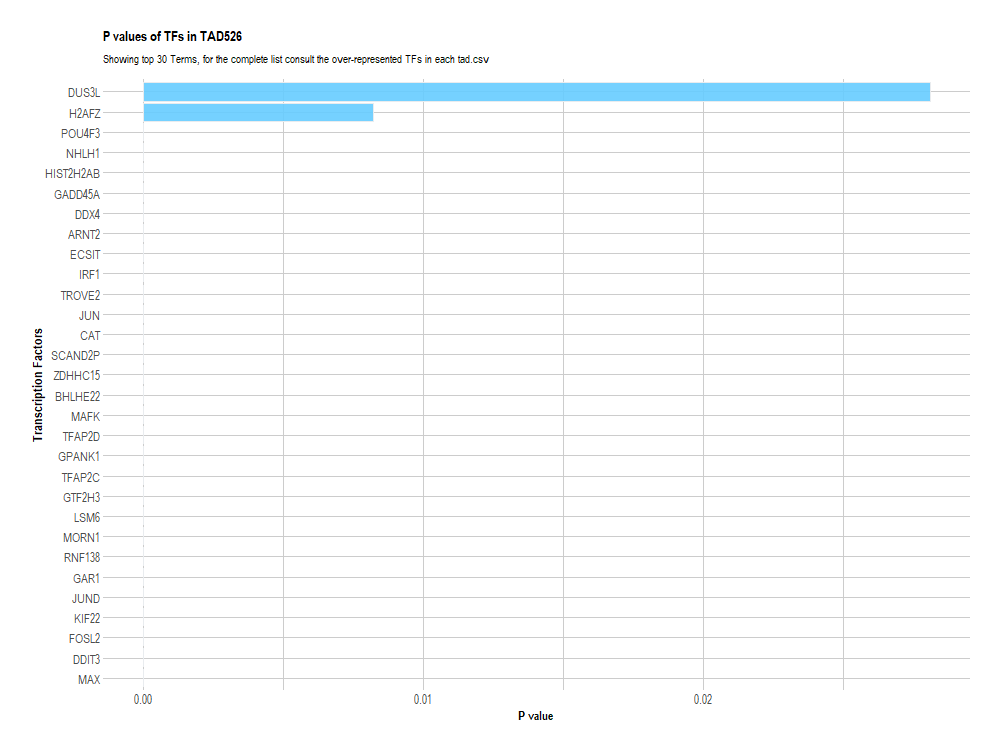 P values of TFs in TAD526
Showing top 30 Terms, for the complete list consult the over-represented TFs in each tad.csv
DUS3L
H2AFZ
POU4F3
NHLH1
HIST2H2AB
GADD45A
DDX4
ARNT2
ECSIT
IRF1
TROVE2
JUN
CAT
SCAND2P
ZDHHC15
BHLHE22
MAFK
TFAP2D
GPANK1
TFAP2C
GTF2H3
LSM6
MORN1
RNF138
GAR1
JUND
KIF22
FOSL2
DDIT3
MAX
Transcription Factors
0.00 0.01 0.02
P value